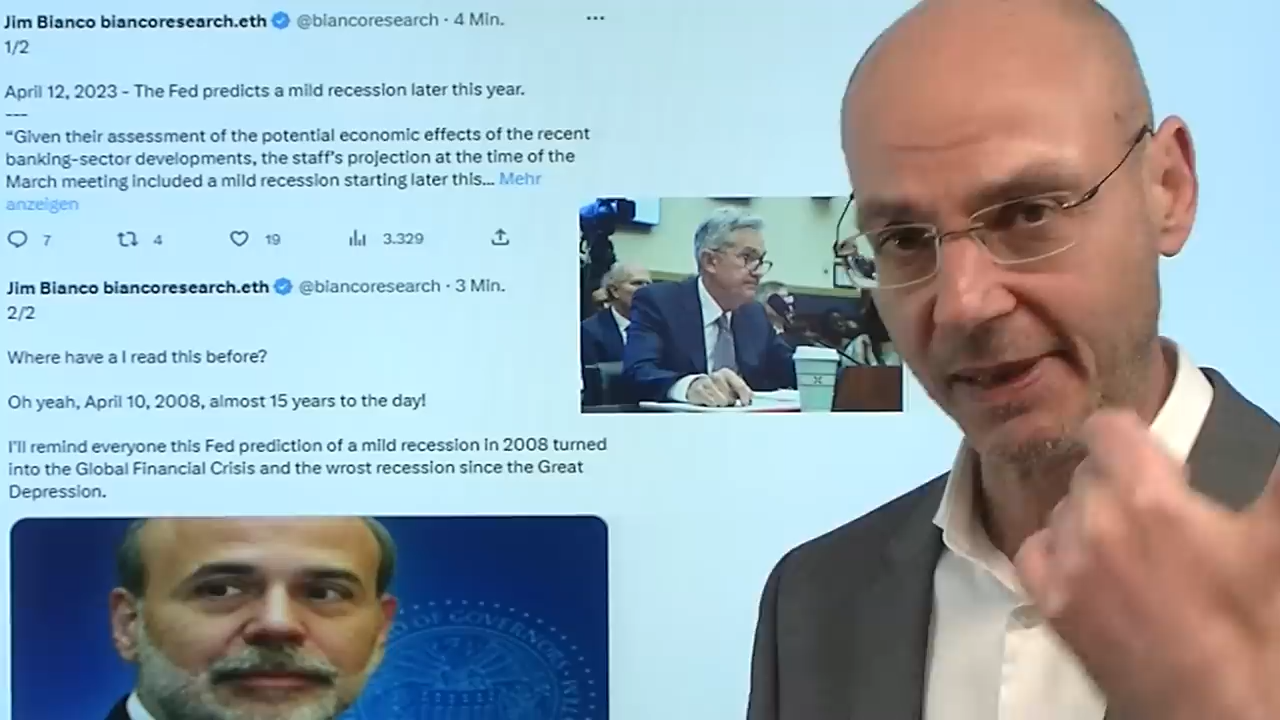 Jim Bianco biancoresearch.eth @biancoresearch · 4 Min.
1/2
April 12, 2023 - The Fed predicts a mild recession later this year.
---
“Given their assessment of the potential economic effects of the recent
banking-sector developments, the staff's projection at the time of the
March meeting included a mild recession starting later this... Mehr
anzeigen
7 4 19 3.329
Jim Bianco biancoresearch.eth @biancoresearch · 3 Min.
2/2
Where have a I read this before?
Oh yeah, April 10, 2008, almost 15 years to the day!
I'll remind everyone this Fed prediction of a mild recession in 2008 turned
into the Global Financial Crisis and the wrost recession since the Great
Depression.
OF GOVERNORS